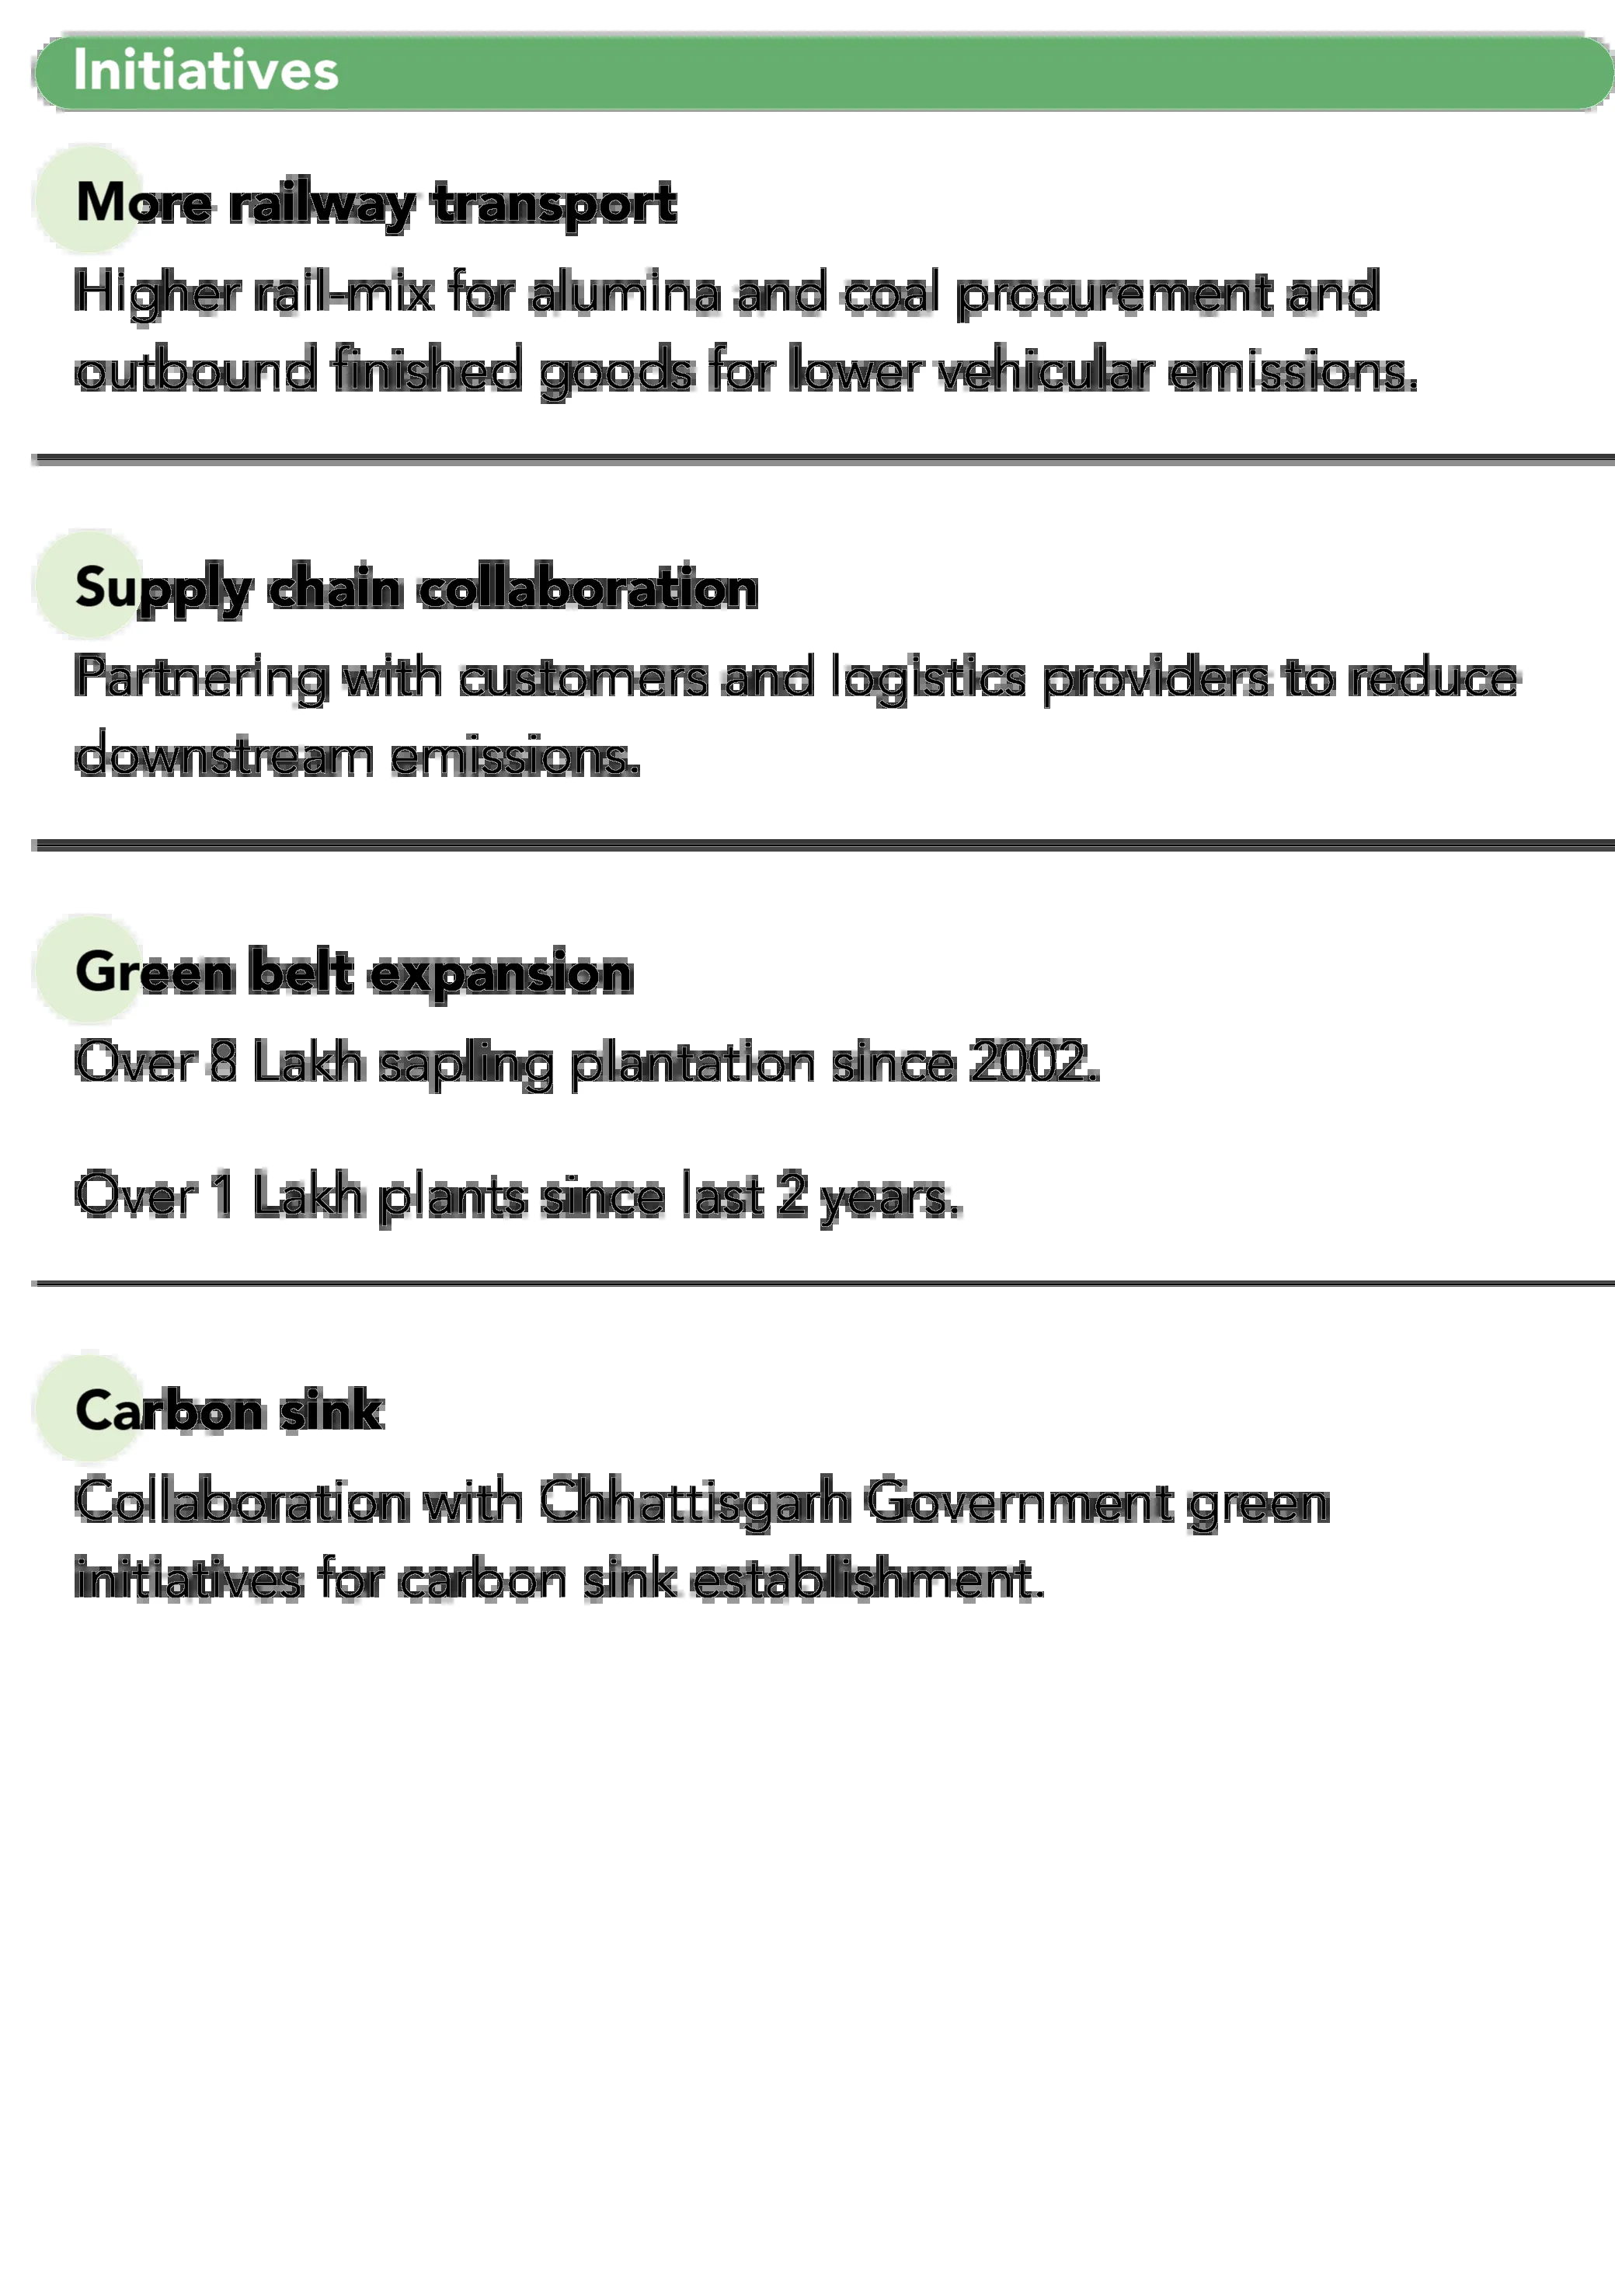 Initiatives
More railway transport
Higher rail-mix for alumina and coal procurement and
outbound finished goods for lower vehicular emissions.
Supply chain collaboration
Partnering with customers and logistics providers to reduce
downstream emissions.
Green belt expansion
Over 8 Lakh sapling plantation since 2002.
Over 1 Lakh plants since last 2 years.
Carbon sink
Collaboration with Chhattisgarh Government green
initiatives for carbon sink establishment.